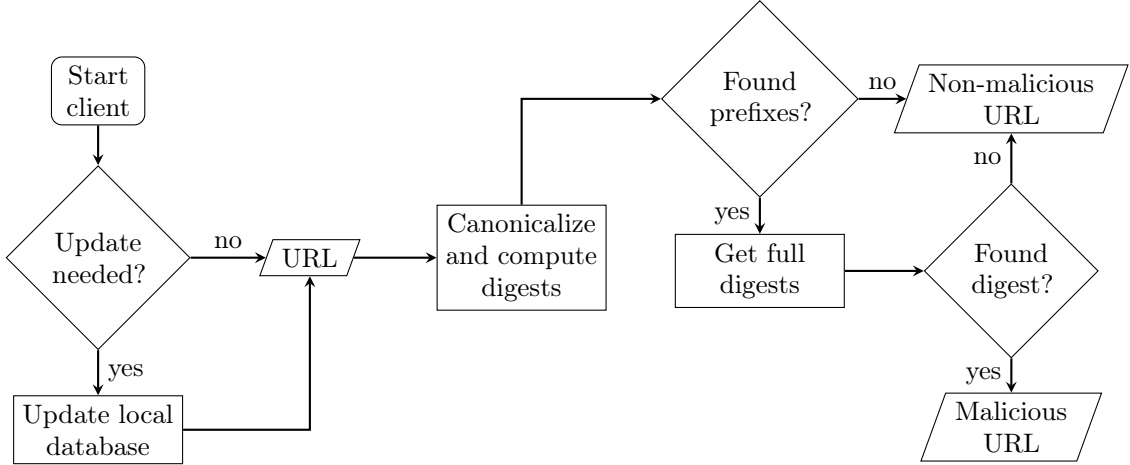 Start
client
Update
needed?
no
yes
Update local
database
URL
Canonicalize
and compute
digests
Found
prefixes?
no
yes
Non-malicious
URL
Get full
digests
no
Found
digest?
yes
Malicious
URL